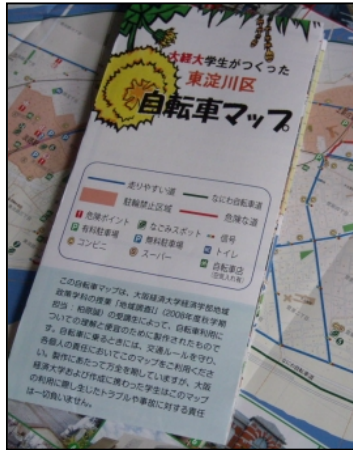 大経大学生がつくった
東淀川区
自転車マップ
走りやすい道 なにわ自転車道
駐輪禁止区域 危険な道
危険ポイント なごみスポット 信号
P 有料駐車場 P 無料駐車場 トイレ
コンビニ スーパー 自転車店
(空気入れ有)
この自転車マップは、大阪経済大学経済学部地域
政策学科の授業「地域調査Ⅱ」(2009年度秋学期
担当：柏原誠)の受講生によって、自転車利用に
ついての理解と便宜のために製作されたもので
す。自転車に乗るときには、交通ルールを守り、
各個人の責任においてこのマップをご利用くださ
い。製作にあたって万全を期していますが、大阪
経済大学および作成に携わった学生はこのマップ
の利用に際し生じたトラブルや事故に対する責任
は一切負いません。